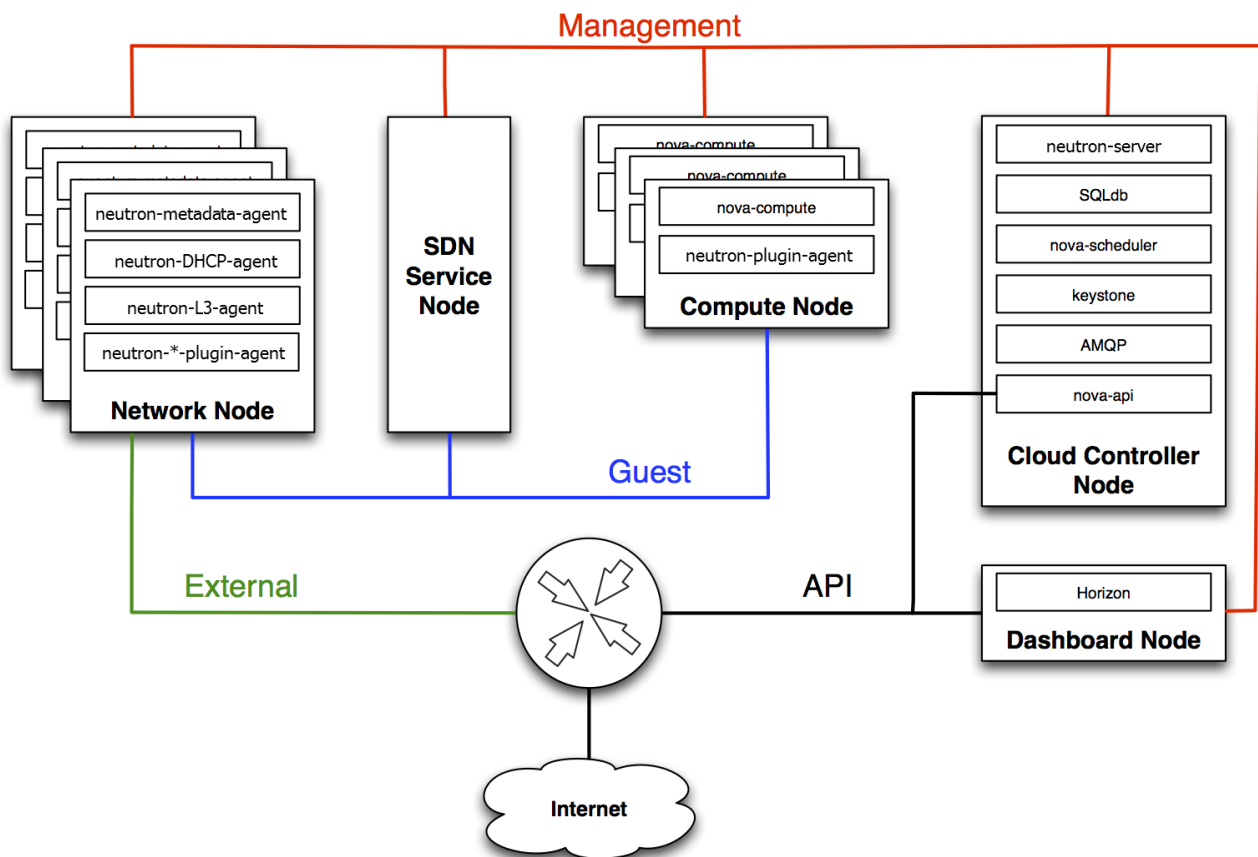 Management
nova-compute
nova-compute
neutron-metadata-agent
neutron-DHCP-agent
neutron-L3-agent
neutron-*-plugin-agent
Network Node
SDN
Service
Node
nova-compute
neutron-plugin-agent
Compute Node
neutron-server
SQLdb
nova-scheduler
keystone
AMQP
nova-api
Cloud Controller
Node
Guest
External
API
Horizon
Dashboard Node
Internet